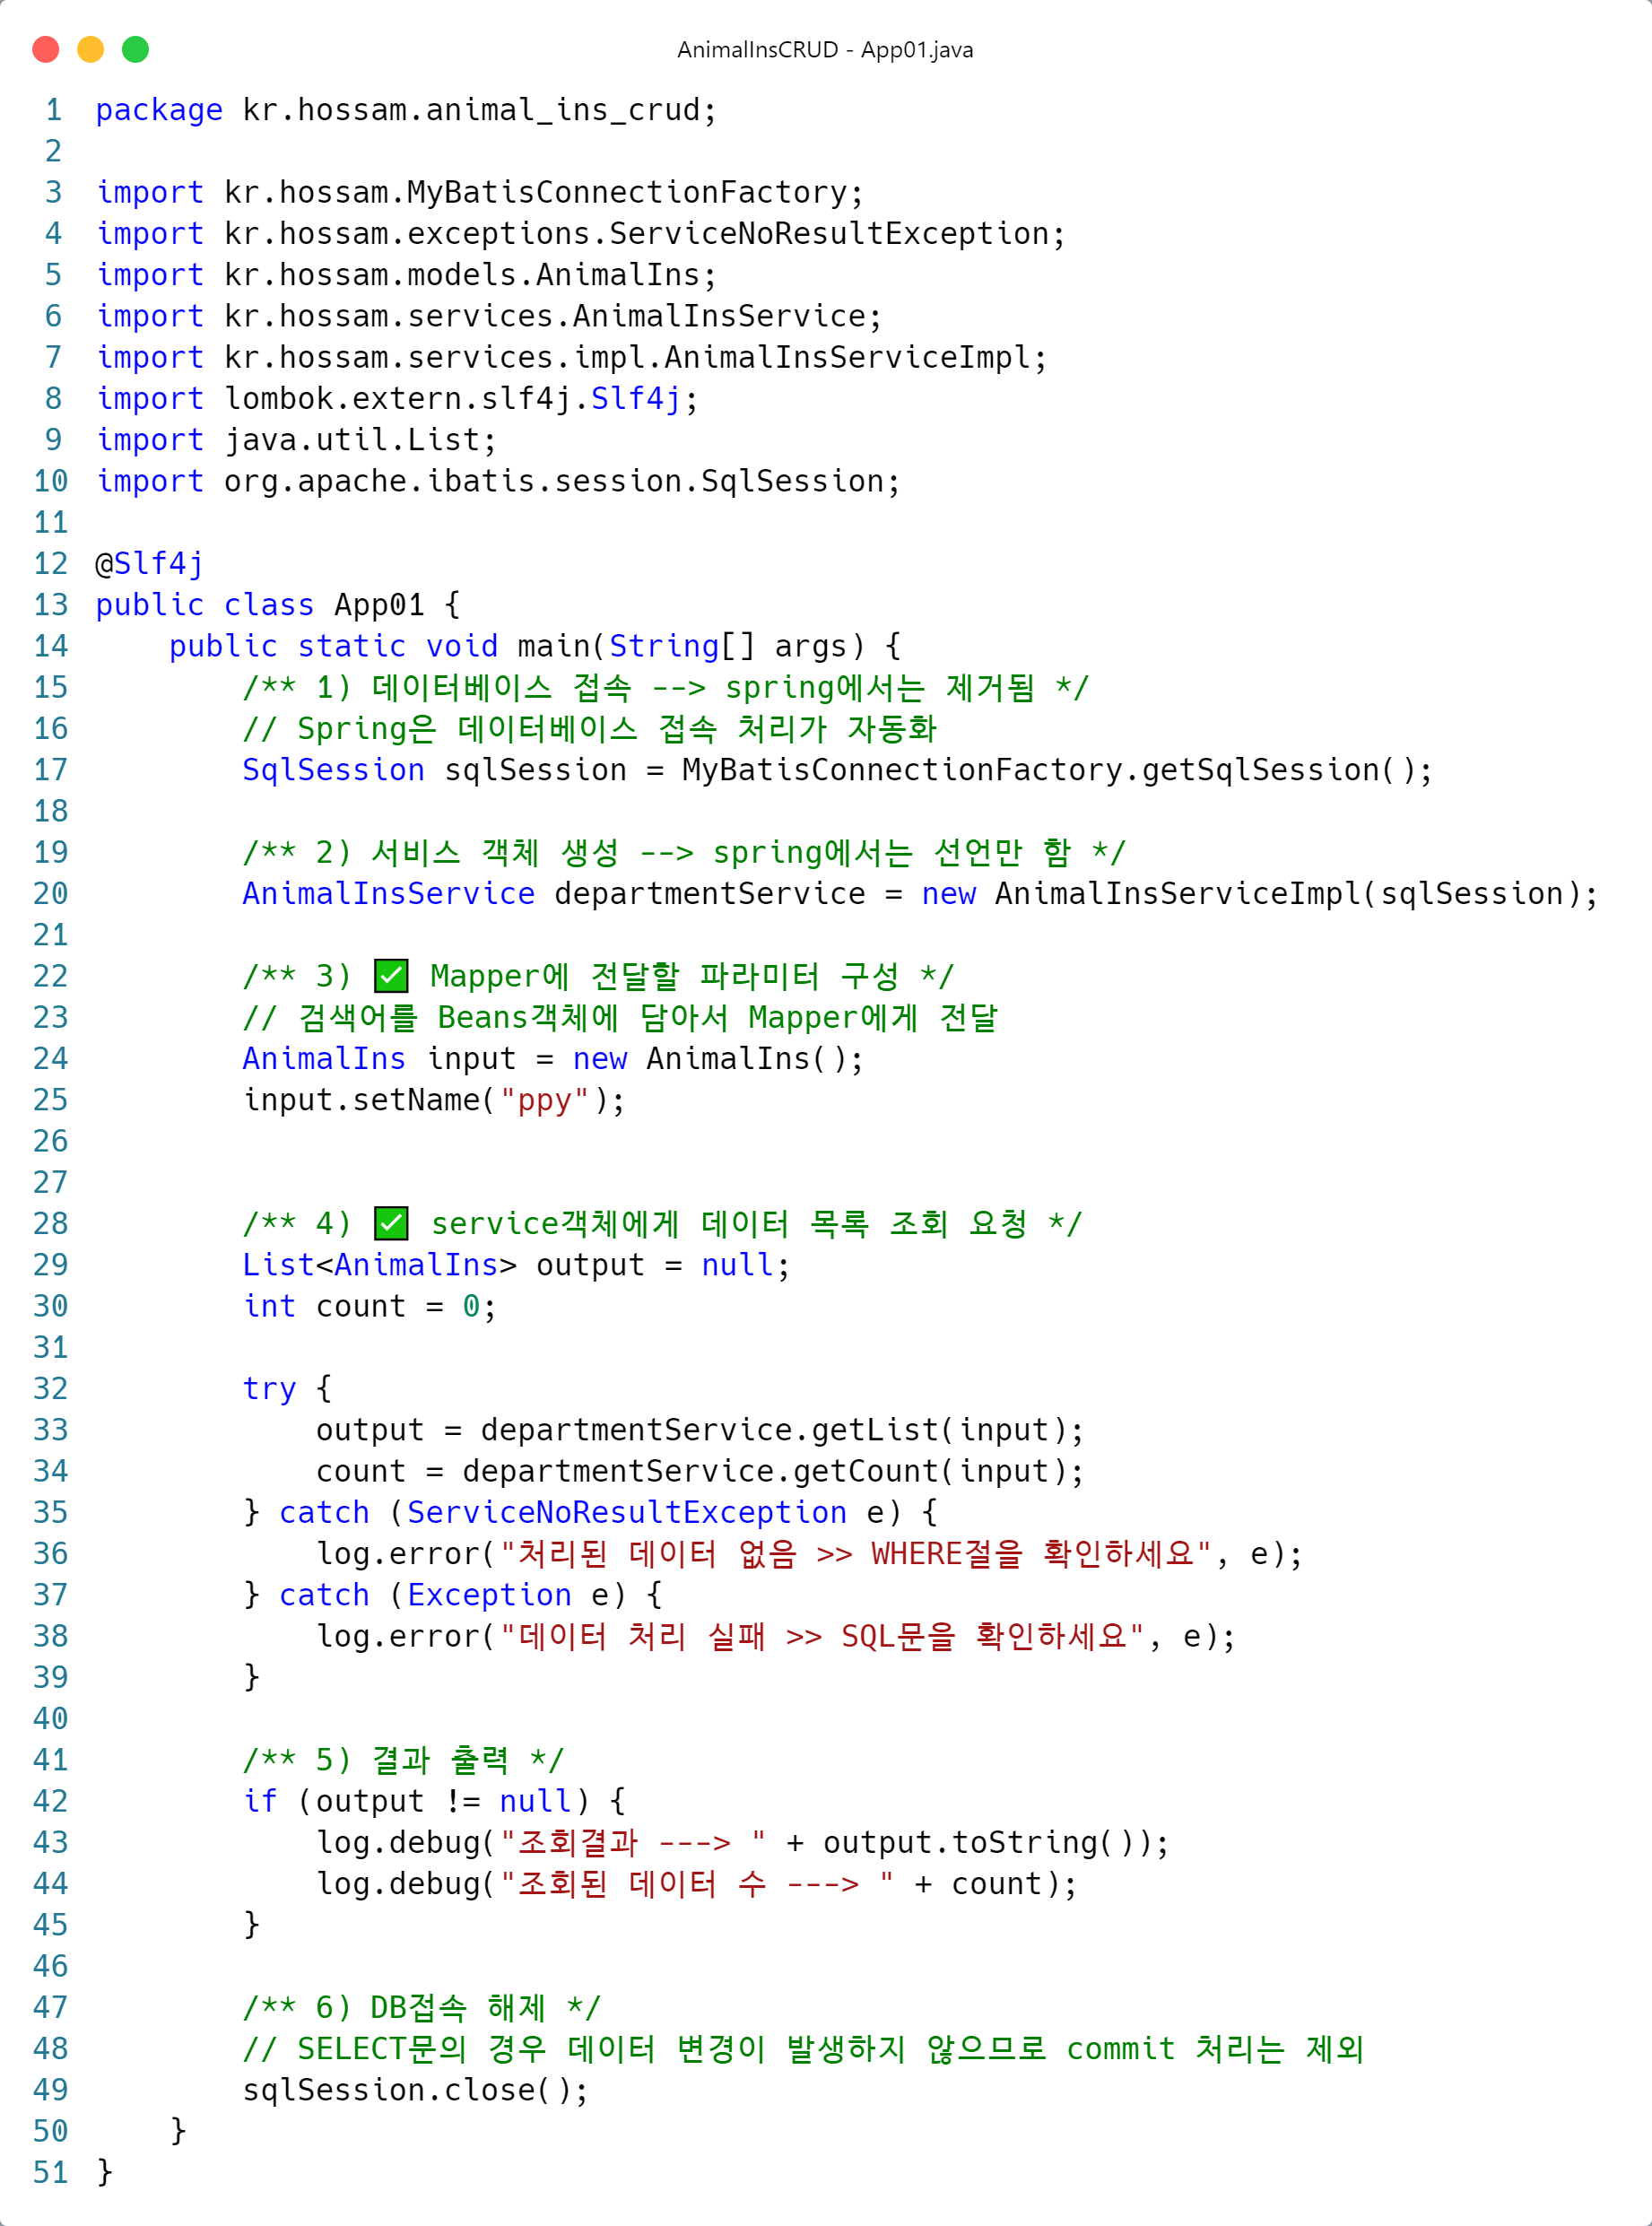 AnimalInsCRUD - App01.java
1 package kr.hossam.animal_ins_crud;
2
3 import kr.hossam.MyBatisConnectionFactory;
4 import kr.hossam.exceptions.ServiceNoResultException;
5 import kr.hossam.models.AnimalIns;
6 import kr.hossam.services.AnimalInsService;
7 import kr.hossam.services.impl.AnimalInsServiceImpl;
8 import lombok.extern.slf4j.Slf4j;
9 import java.util.List;
10 import org.apache.ibatis.session.SqlSession;
11
12 @Slf4j
13 public class App01 {
14     public static void main(String[] args) {
15         /** 1) 데이터베이스 접속 --> spring에서는 제거됨 */
16         // Spring은 데이터베이스 접속 처리가 자동화
17         SqlSession sqlSession = MyBatisConnectionFactory.getSqlSession();
18
19         /** 2) 서비스 객체 생성 --> spring에서는 선언만 함 */
20         AnimalInsService departmentService = new AnimalInsServiceImpl(sqlSession);
21
22         /** 3) ✅ Mapper에 전달할 파라미터 구성 */
23         // 검색어를 Beans객체에 담아서 Mapper에게 전달
24         AnimalIns input = new AnimalIns();
25         input.setName("ppy");
26
27
28         /** 4) ✅ service객체에게 데이터 목록 조회 요청 */
29         List<AnimalIns> output = null;
30         int count = 0;
31
32         try {
33             output = departmentService.getList(input);
34             count = departmentService.getCount(input);
35         } catch (ServiceNoResultException e) {
36             log.error("처리된 데이터 없음 >> WHERE절을 확인하세요", e);
37         } catch (Exception e) {
38             log.error("데이터 처리 실패 >> SQL문을 확인하세요", e);
39         }
40
41         /** 5) 결과 출력 */
42         if (output != null) {
43             log.debug("조회결과 ---> " + output.toString());
44             log.debug("조회된 데이터 수 ---> " + count);
45         }
46
47         /** 6) DB접속 해제 */
48         // SELECT문의 경우 데이터 변경이 발생하지 않으므로 commit 처리는 제외
49         sqlSession.close();
50     }
51 }